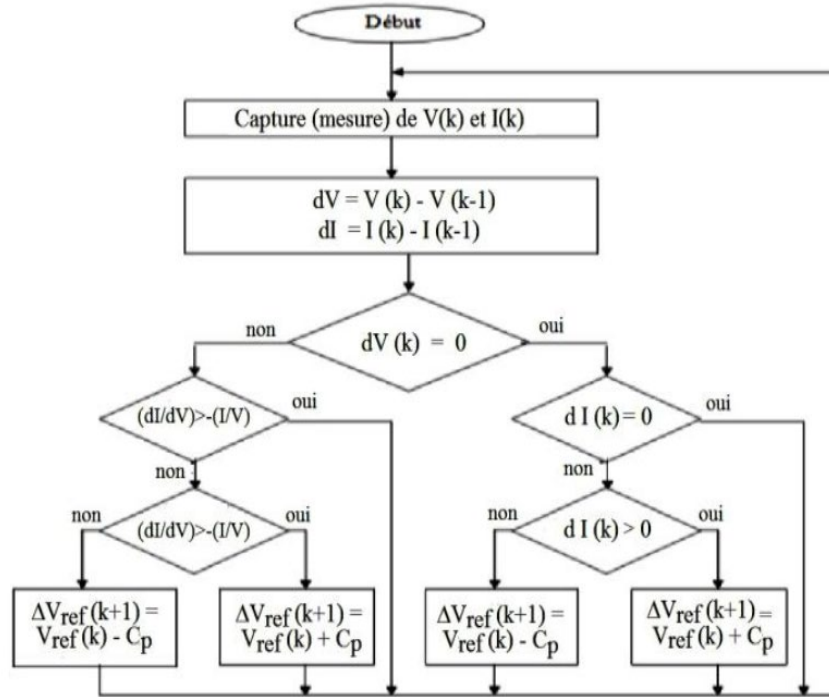 Début
Capture (mesure) de V(k) et I(k)
dV = V (k) - V (k-1)
dI = I (k) - I (k-1)
non
dV (k) = 0
oui
(dI/dV)>-(I/V)
oui
d I (k) = 0
oui
non
non
non
(dI/dV)>-(I/V)
oui
non
d I (k) > 0
oui
ΔVref (k+1) =
Vref (k) - Cp
ΔVref (k+1) =
Vref (k) + Cp
ΔVref (k+1) =
Vref (k) - Cp
ΔVref (k+1) =
Vref (k) + Cp